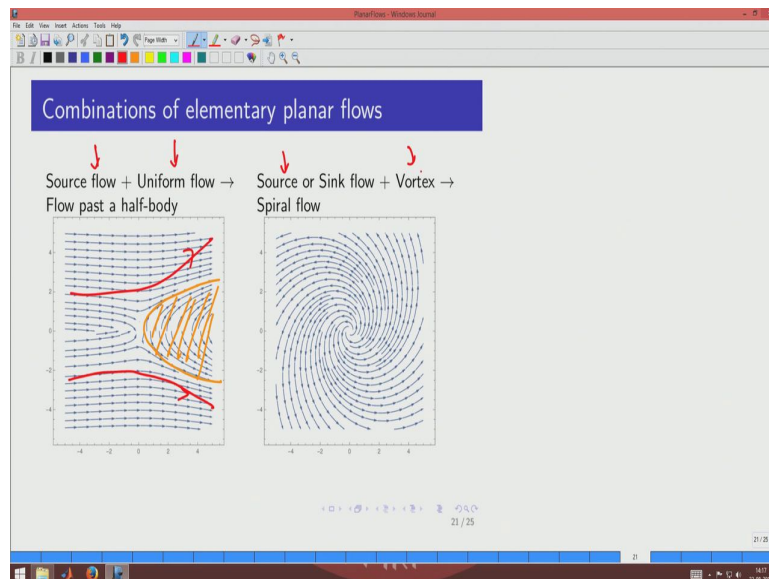 PlanarFlows - Windows Journal
File Edit View Insert Actions Tools Help
Page Width
B I
Combinations of elementary planar flows
Source flow + Uniform flow →
Flow past a half-body
Source or Sink flow + Vortex →
Spiral flow
4
2
0
-2
-4
-4 -2 0 2 4
4
2
0
-2
-4
-4 -2 0 2 4
21 / 25
21 / 25
21
14:17